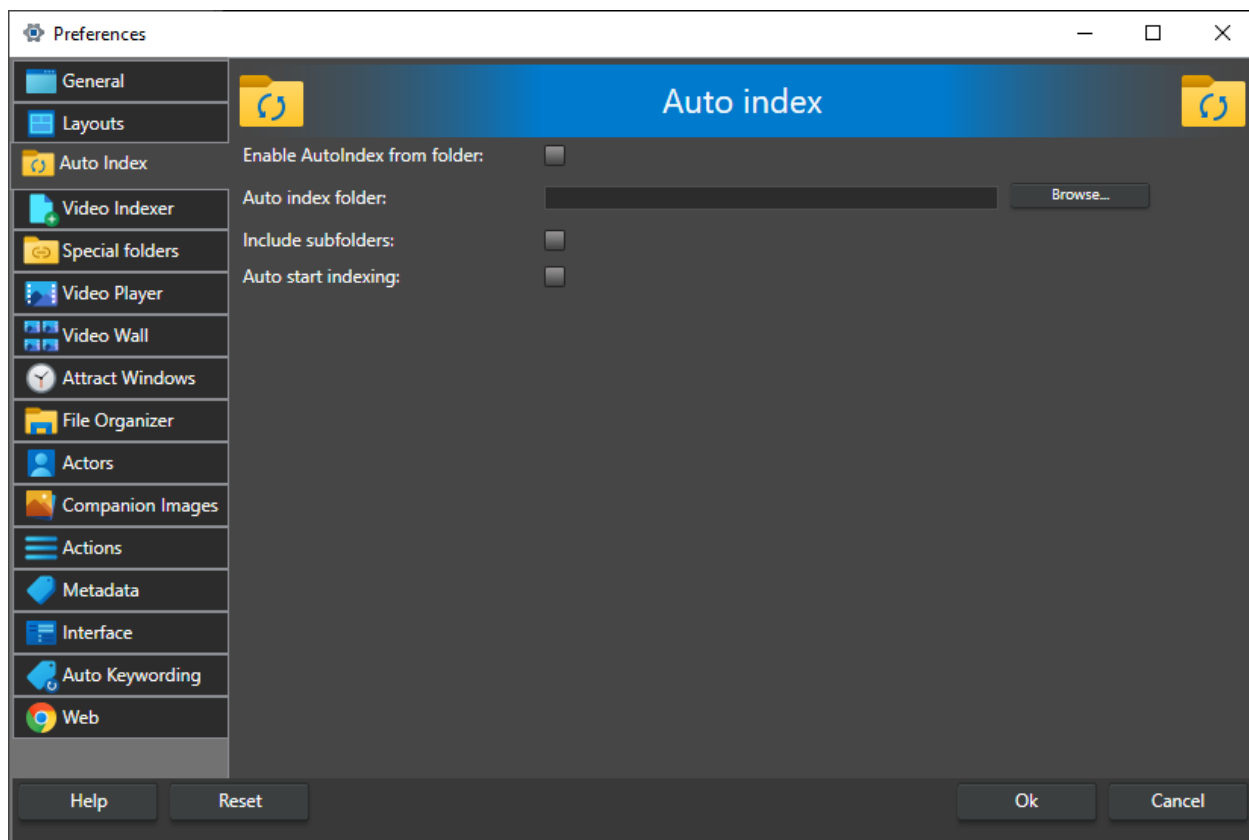 Preferences
General
Layouts
Auto Index
Video Indexer
Special folders
Video Player
Video Wall
Attract Windows
File Organizer
Actors
Companion Images
Actions
Metadata
Interface
Auto Keywording
Web
Auto index
Enable AutoIndex from folder:
Auto index folder: Browse...
Include subfolders:
Auto start indexing:
Help Reset Ok Cancel